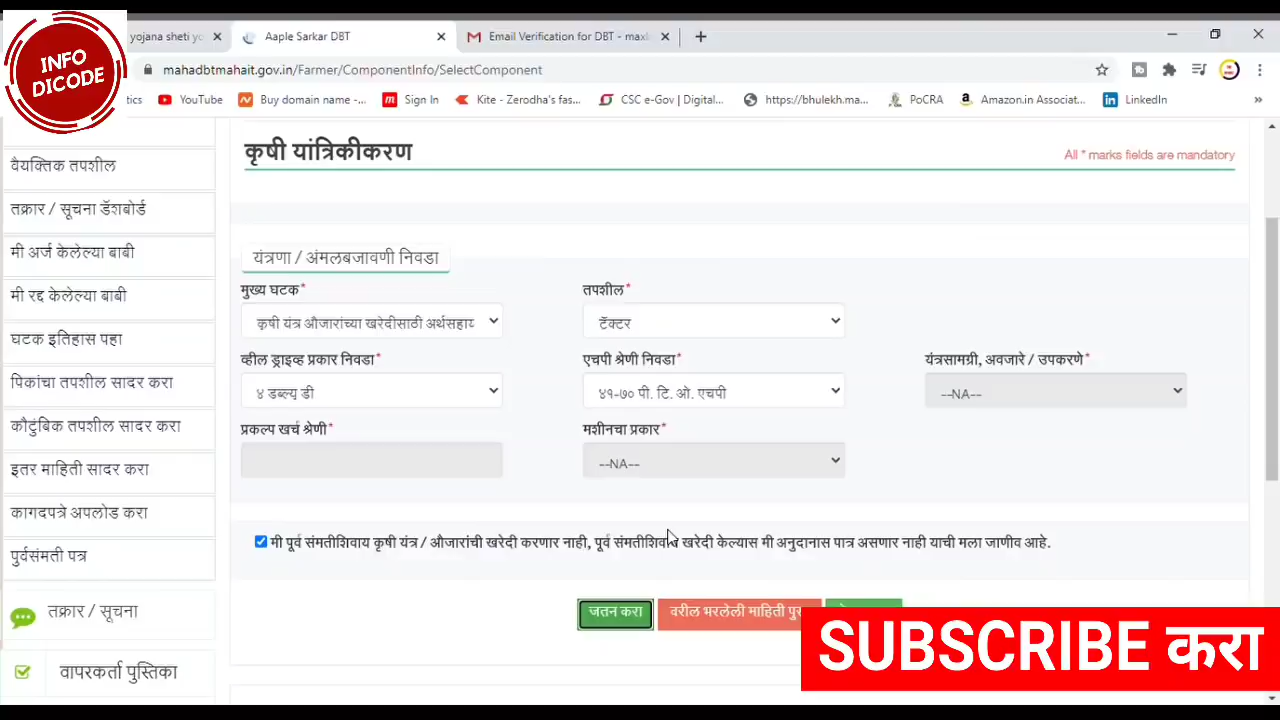 INFO
DICODE
yojana sheti yo
Aaple Sarkar DBT
Email Verification for DBT - maxl
mahadbtmahait.gov.in/Farmer/ComponentInfo/SelectComponent
tics
YouTube
Buy domain name -...
Sign In
Kite - Zerodha's fas...
CSC e-Gov | Digital...
https://bhulekh.ma...
PoCRA
Amazon.in Associat...
LinkedIn
»
कृषी यांत्रिकीकरण
All * marks fields are mandatory
वैयक्तिक तपशील
तक्रार / सूचना डॅशबोर्ड
मी अर्ज केलेल्या बाबी
मी रद्द केलेल्या बाबी
घटक इतिहास पहा
पिकांचा तपशील सादर करा
कौटुंबिक तपशील सादर करा
इतर माहिती सादर करा
कागदपत्रे अपलोड करा
पुर्वसंमती पत्र
तक्रार / सूचना
वापरकर्ता पुस्तिका
यंत्रणा / अंमलबजावणी निवडा
मुख्य घटक*
तपशील*
कृषी यंत्र औजारांच्या खरेदीसाठी अर्थसहाय
टॅक्टर
व्हील ड्राइव्ह प्रकार निवडा*
एचपी श्रेणी निवडा*
यंत्रसामग्री, अवजारे / उपकरणे*
४ डब्ल्यु डी
४१-७० पी. टि. ओ. एचपी
--NA--
प्रकल्प खर्च श्रेणी*
मशीनचा प्रकार*
--NA--
मी पूर्व संमतीशिवाय कृषी यंत्र / औजारांची खरेदी करणार नाही, पूर्व संमतीशिवाय खरेदी केल्यास मी अनुदानास पात्र असणार नाही याची मला जाणीव आहे.
जतन करा
वरील भरलेली माहिती पु
SUBSCRIBE करा